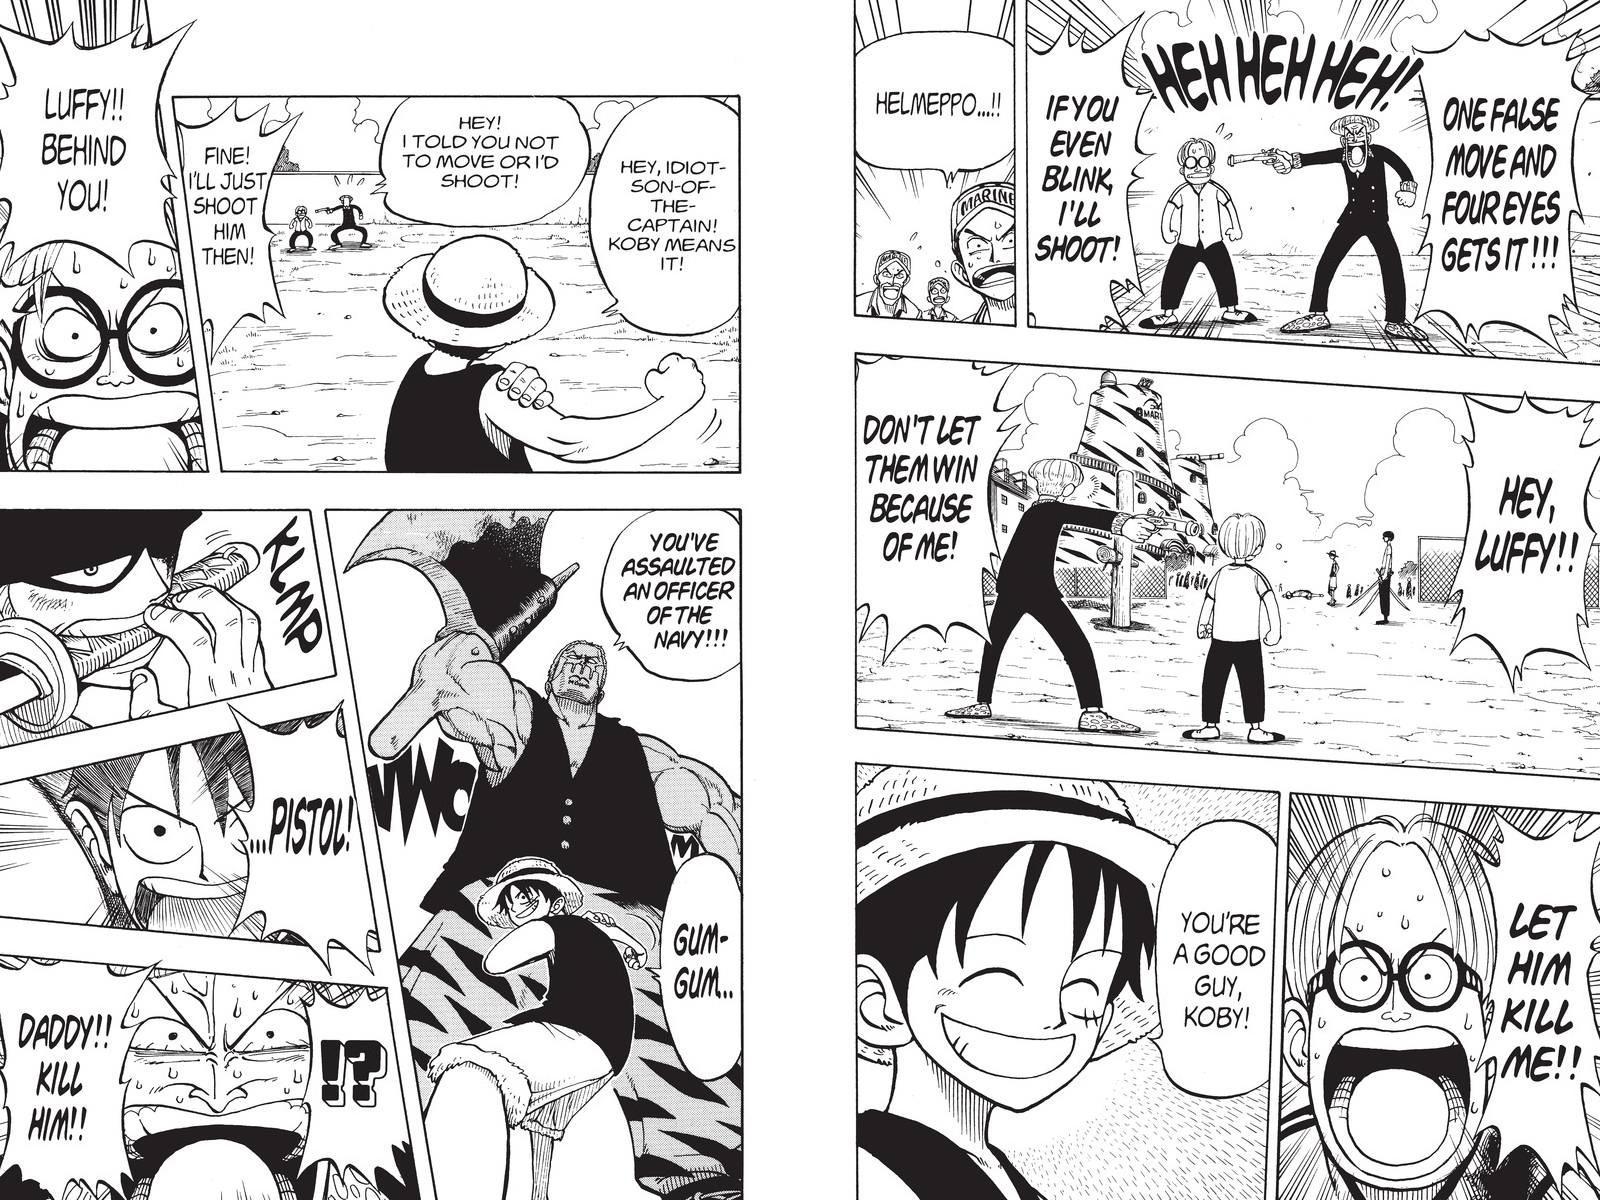 HEH HEH HEH!
ONE FALSE
MOVE AND
FOUR EYES
GETS IT!!!
IF YOU
EVEN
BLINK,
I'LL
SHOOT!
HELMEPPO...!!
MARINE
HEY,
LUFFY!!
MARI
DON'T LET
THEM WIN
BECAUSE
OF ME!
LET
HIM
KILL
ME!!
YOU'RE
A GOOD
GUY,
KOBY!
HEY, IDIOT-
SON-OF-
THE-
CAPTAIN!
KOBY MEANS
IT!
HEY!
I TOLD YOU NOT
TO MOVE OR I'D
SHOOT!
FINE!
I'LL JUST
SHOOT
HIM
THEN!
LUFFY!!
BEHIND
YOU!
YOU'VE
ASSAULTED
AN OFFICER
OF THE
NAVY!!!
GUM-
GUM...
KLMP
...PISTOL!
!?
DADDY!!
KILL
HIM!!